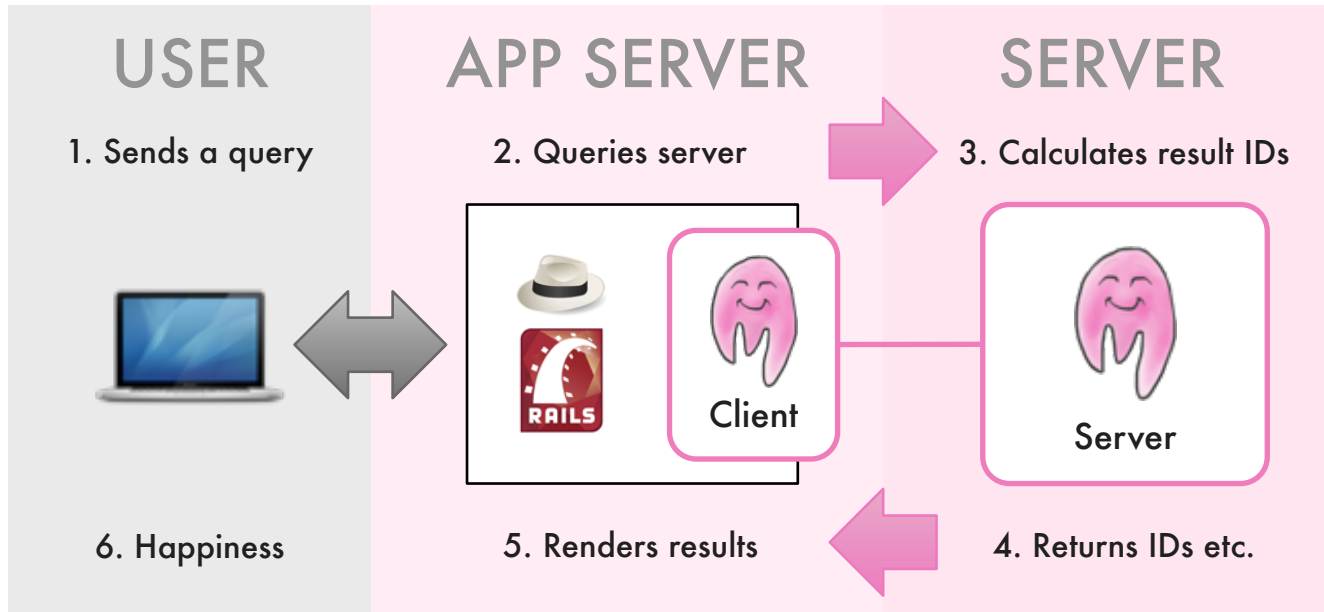 USER
APP SERVER
SERVER
1. Sends a query
2. Queries server
3. Calculates result IDs
RAILS
Client
Server
6. Happiness
5. Renders results
4. Returns IDs etc.